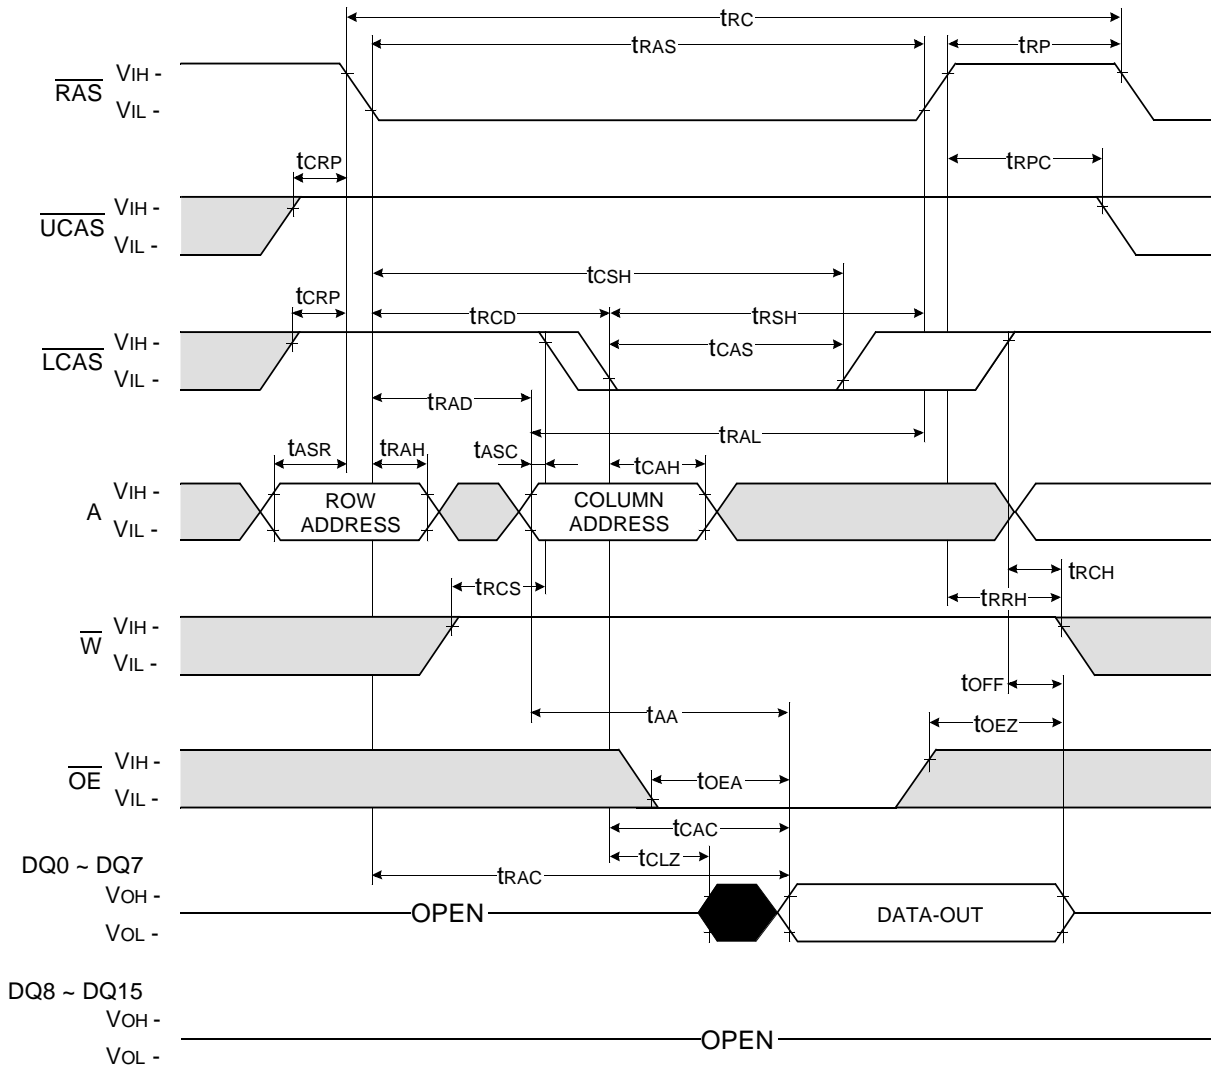 tRC
tRAS
tRP
RAS
VIH -
VIL -
tCRP
tRPC
UCAS
VIH -
VIL -
tCSH
tCRP
tRCD
tRSH
LCAS
VIH -
VIL -
tCAS
tRAD
tRAL
tASR
tRAH
tASC
tCAH
A
VIH -
VIL -
ROW
ADDRESS
COLUMN
ADDRESS
tRCS
tRCH
tRRH
W
VIH -
VIL -
tOFF
tAA
tOEZ
OE
VIH -
VIL -
tOEA
tCAC
tCLZ
tRAC
DQ0 ~ DQ7
VOH -
VOL -
OPEN
DATA-OUT
DQ8 ~ DQ15
VOH -
VOL -
OPEN